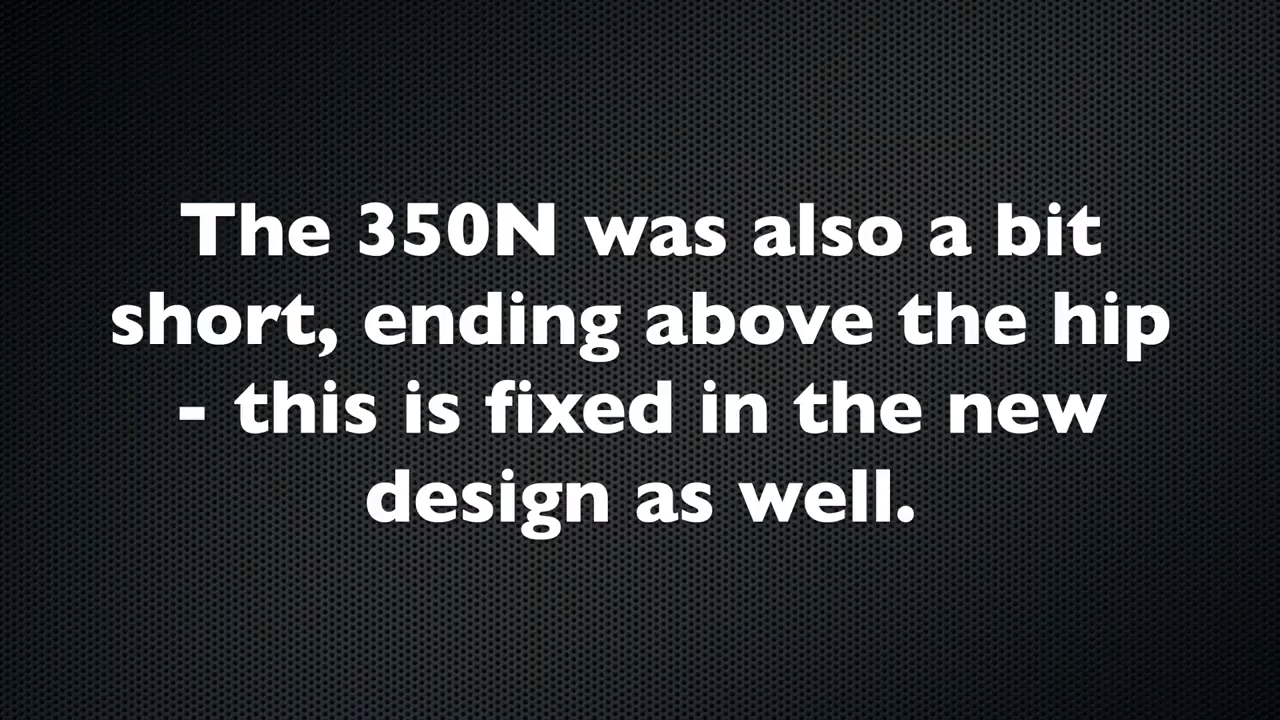 The 350N was also a bit
short, ending above the hip
- this is fixed in the new
design as well.